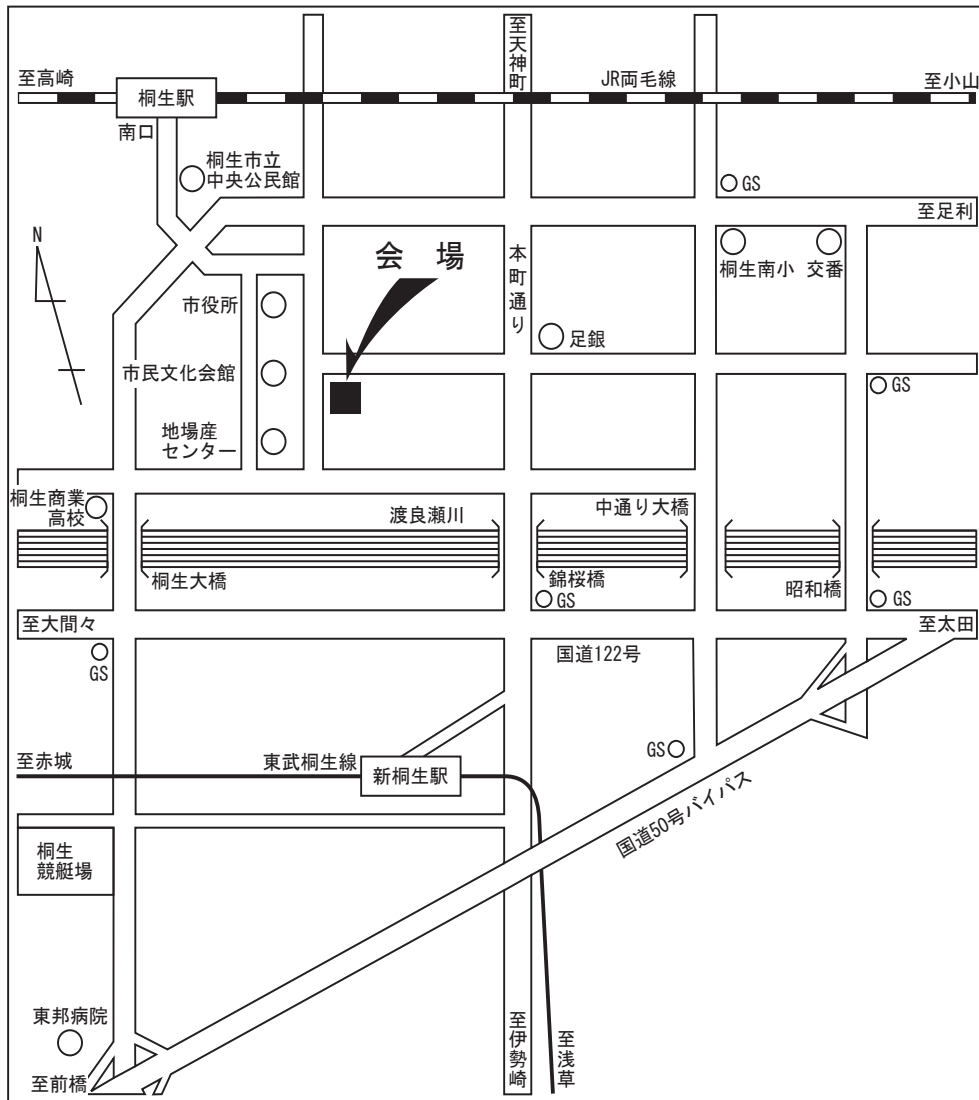 至天神町
至高崎
JR両毛線
至小山
桐生駅
南口
桐生市立
中央公民館
GS
至足利
N
会 場
本町通り
桐生南小
交番
市役所
足銀
市民文化会館
GS
地場産
センター
桐生商業
高校
渡良瀬川
中通り大橋
桐生大橋
錦桜橋
昭和橋
GS
GS
至大間々
至太田
GS
国道122号
GS
至赤城
東武桐生線
新桐生駅
国道50号バイパス
桐生
競艇場
東邦病院
至前橋
至伊勢崎
至浅草